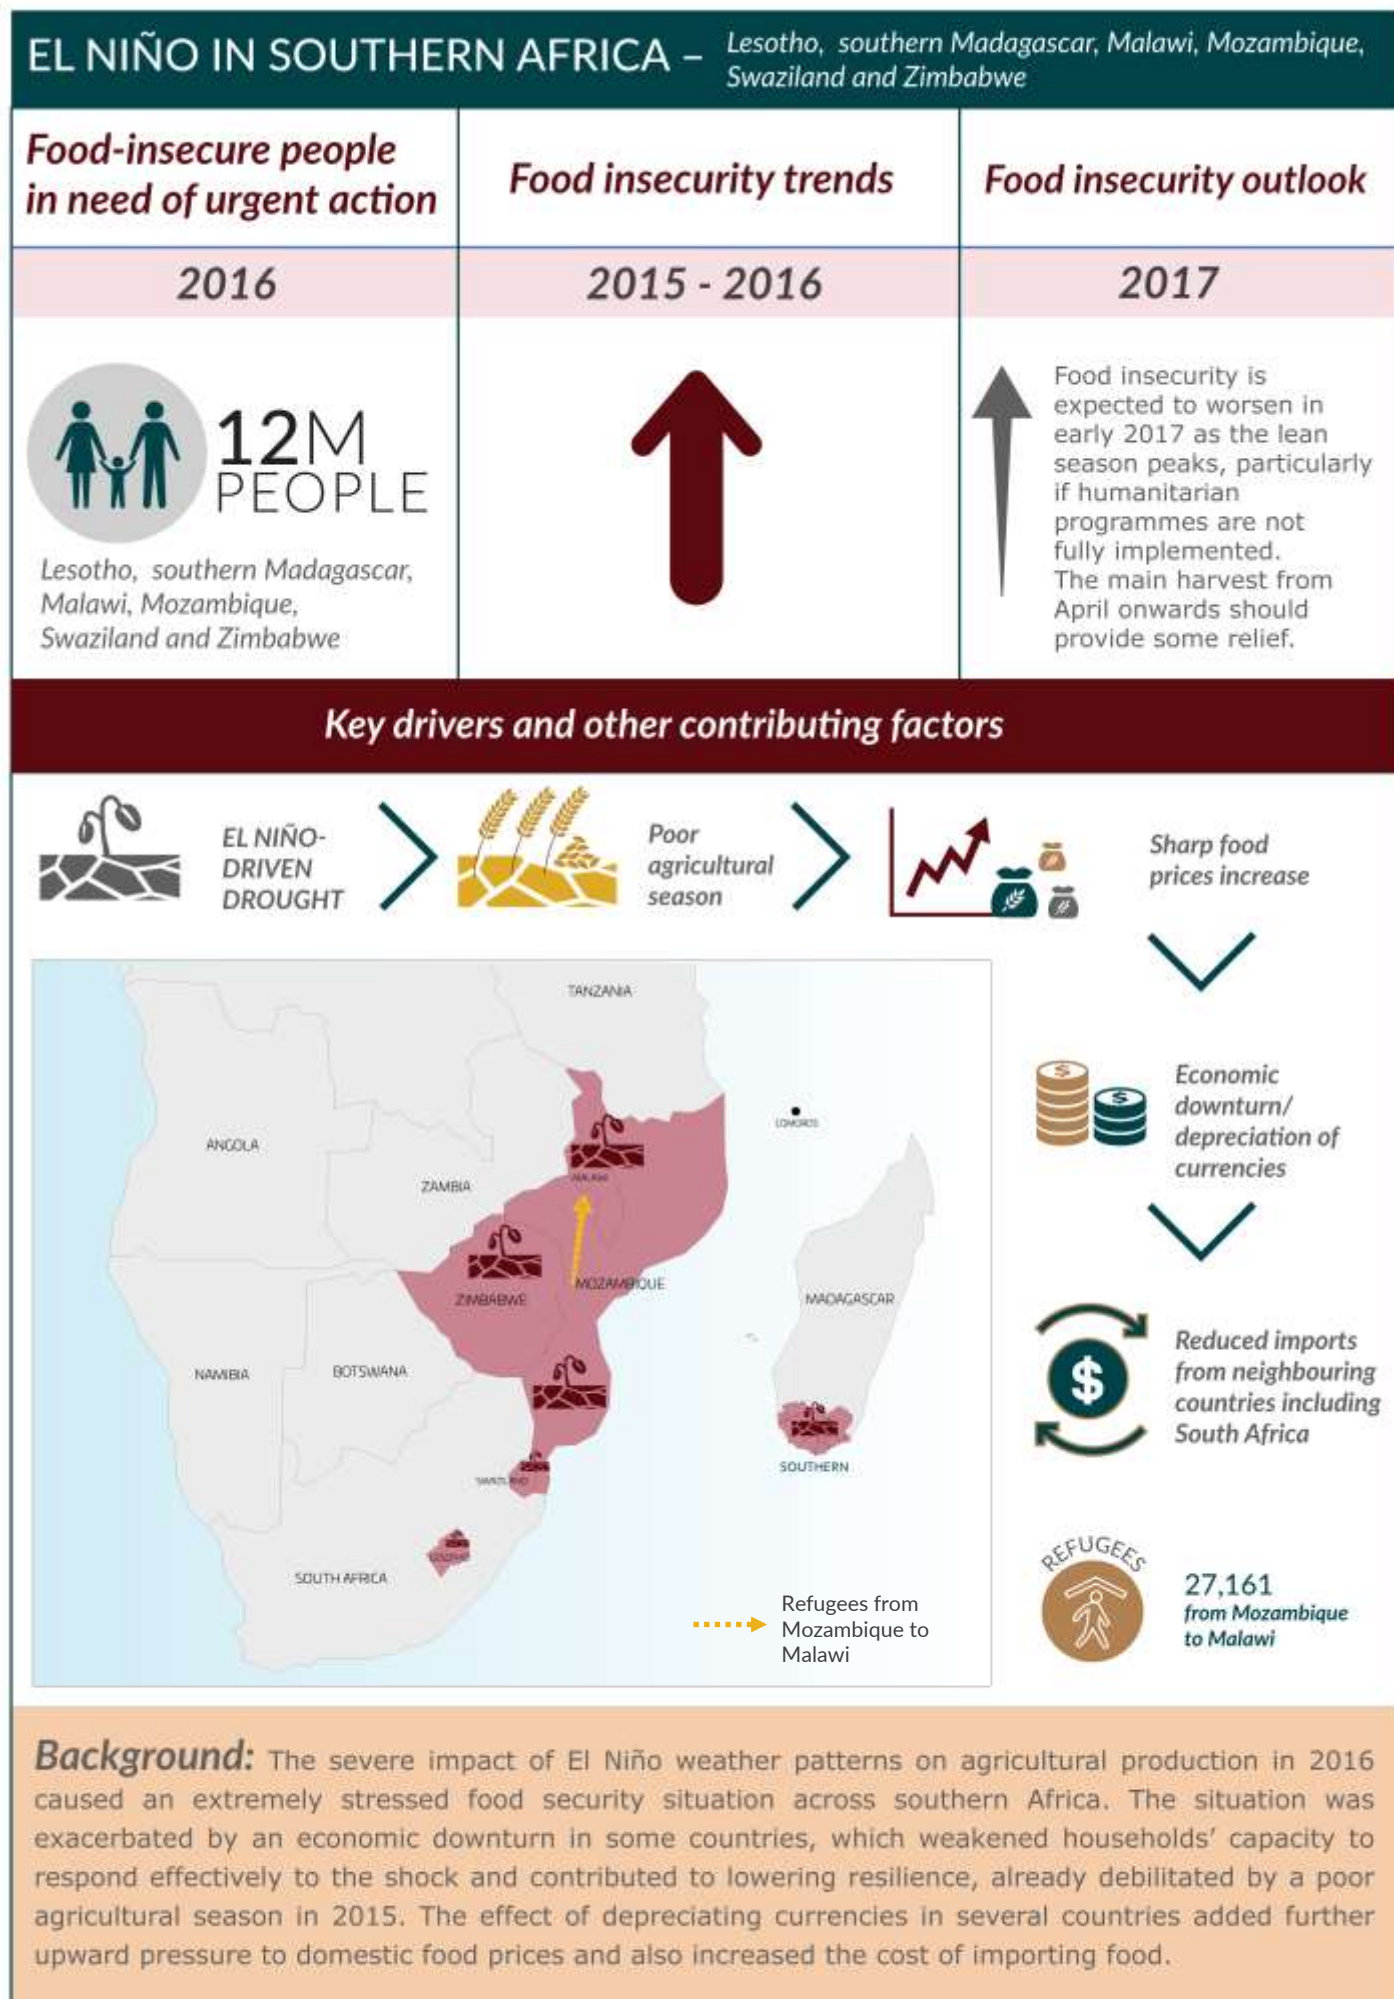 EL NIÑO IN SOUTHERN AFRICA –
Lesotho, southern Madagascar, Malawi, Mozambique,
Swaziland and Zimbabwe
Food-insecure people
in need of urgent action
Food insecurity trends
Food insecurity outlook
2016
2015 - 2016
2017
12M
PEOPLE
Lesotho, southern Madagascar,
Malawi, Mozambique,
Swaziland and Zimbabwe
Food insecurity is
expected to worsen in
early 2017 as the lean
season peaks, particularly
if humanitarian
programmes are not
fully implemented.
The main harvest from
April onwards should
provide some relief.
Key drivers and other contributing factors
EL NIÑO-
DRIVEN
DROUGHT
Poor
agricultural
season
Sharp food
prices increase
Economic
downturn/
depreciation of
currencies
Reduced imports
from neighbouring
countries including
South Africa
REFUGEES
27,161
from Mozambique
to Malawi
TANZANIA
ANGOLA
ZAMBIA
MALAWI
MOZAMBIQUE
ZIMBABWE
MADAGASCAR
NAMIBIA
BOTSWANA
SOUTHERN
SWAZILAND
LESOTHO
SOUTH AFRICA
Refugees from
Mozambique to
Malawi
Background: The severe impact of El Niño weather patterns on agricultural production in 2016
caused an extremely stressed food security situation across southern Africa. The situation was
exacerbated by an economic downturn in some countries, which weakened households’ capacity to
respond effectively to the shock and contributed to lowering resilience, already debilitated by a poor
agricultural season in 2015. The effect of depreciating currencies in several countries added further
upward pressure to domestic food prices and also increased the cost of importing food.